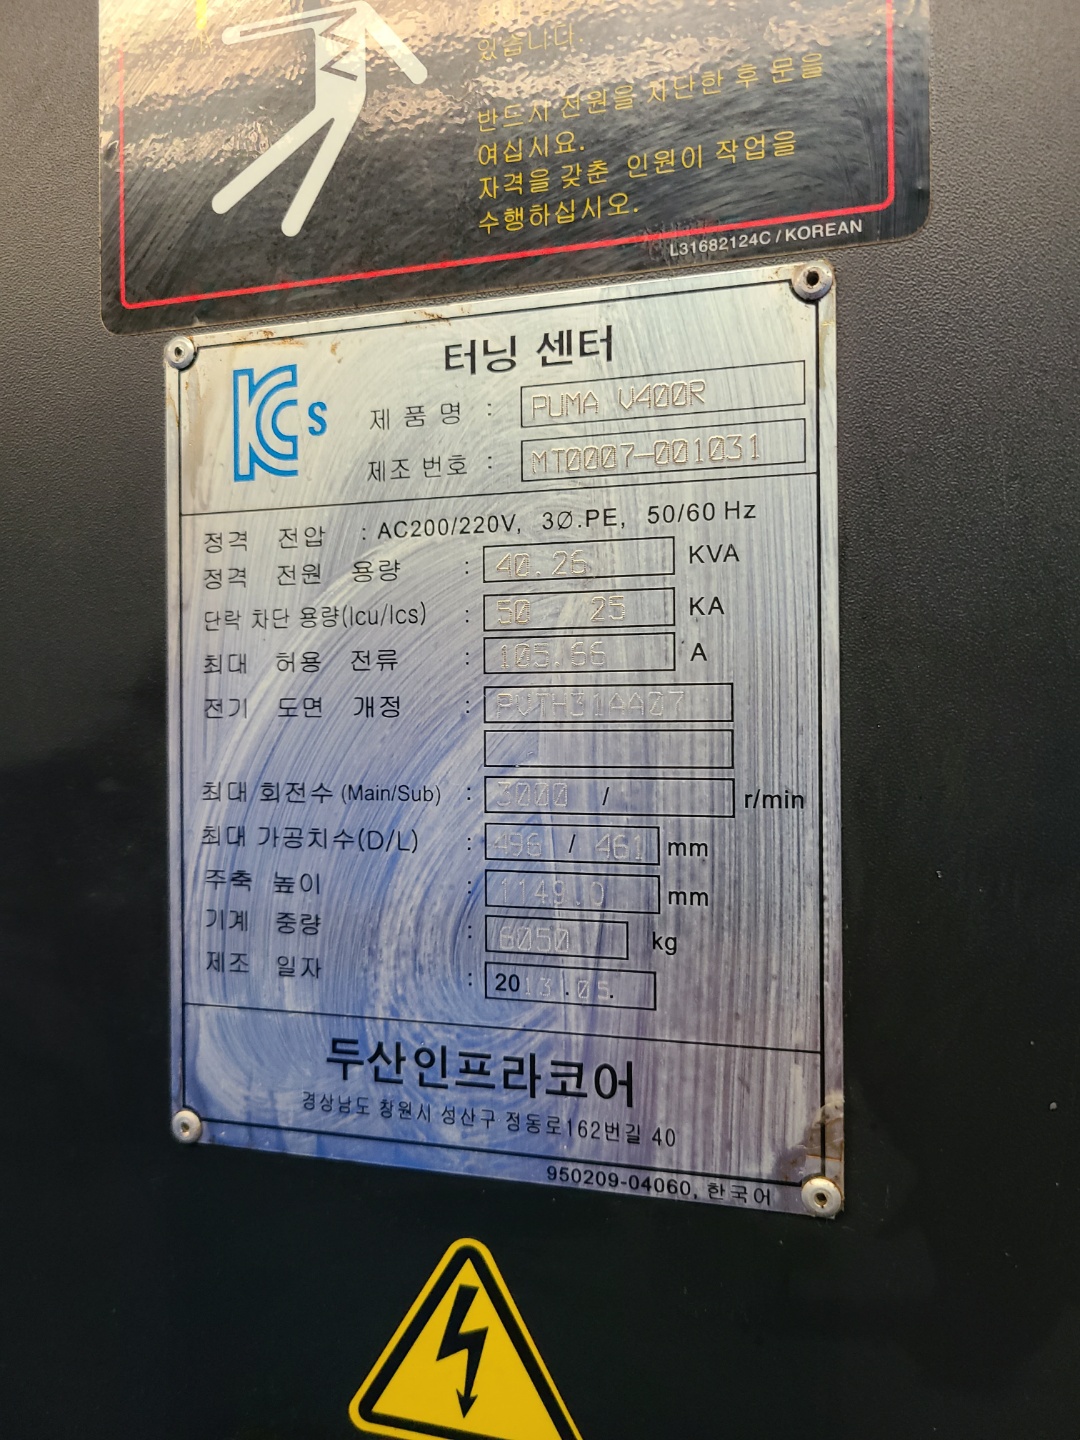 있습니다.
반드시 전원을 차단한 후 문을
여십시요.
자격을 갖춘 인원이 작업을
수행하십시오.
L31682124C / KOREAN
터닝 센터
KCs
제 품 명 : PUMA V400R
제조 번호 : MT0007-001031
정격 전압 : AC200/220V, 3Ø.PE, 50/60 Hz
정격 전원 용량 : 40.26 KVA
단락 차단 용량(Icu/Ics) : 50 25 KA
최대 허용 전류 : 105.66 A
전기 도면 개정 : PVTH314A07
최대 회전수 (Main/Sub) : 3000 / r/min
최대 가공치수(D/L) : 496 / 461 mm
주축 높이 : 1149.0 mm
기계 중량 : 6050 kg
제조 일자 : 2013.05.
두산인프라코어
경상남도 창원시 성산구 정동로162번길 40
950209-04060, 한국어